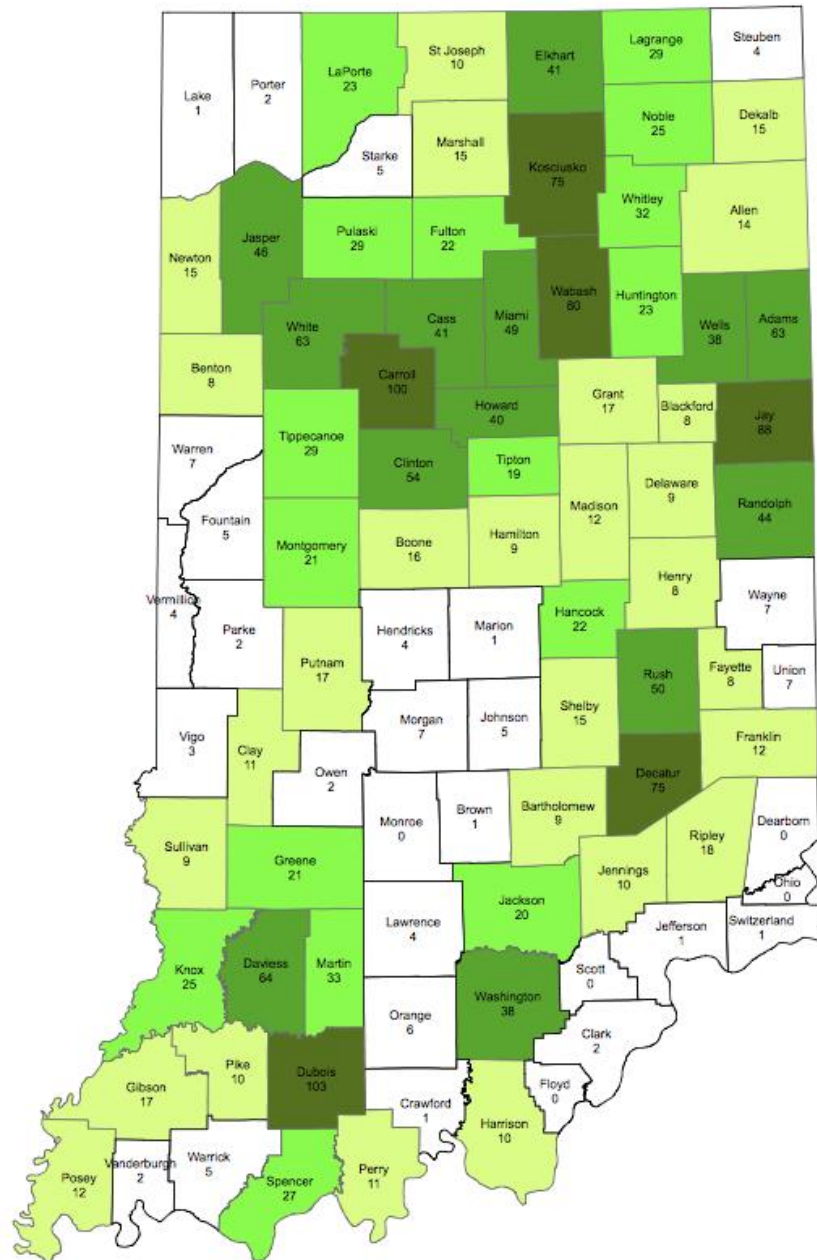 St Joseph
10
Elkhart
41
Lagrange
29
Steuben
4
LaPorte
23
Lake
1
Porter
2
Noble
25
Dekalb
15
Marshall
15
Starke
5
Kosciusko
75
Whitley
32
Allen
14
Jasper
46
Pulaski
29
Fulton
22
Newton
15
Wabash
80
Huntington
23
White
63
Cass
41
Miami
49
Wells
38
Adams
63
Benton
8
Carroll
100
Grant
17
Blackford
8
Jay
88
Howard
40
Tippecanoe
29
Warren
7
Clinton
54
Tipton
19
Madison
12
Delaware
9
Randolph
44
Fountain
5
Montgomery
21
Boone
16
Hamilton
9
Henry
8
Vermillion
4
Parke
2
Hendricks
4
Marion
1
Hancock
22
Wayne
7
Putnam
17
Rush
50
Fayette
8
Union
7
Vigo
3
Clay
11
Morgan
7
Johnson
5
Shelby
15
Franklin
12
Owen
2
Decatur
75
Monroe
0
Brown
1
Bartholomew
9
Dearborn
0
Sullivan
9
Greene
21
Ripley
18
Jennings
10
Ohio
0
Jackson
20
Lawrence
4
Jefferson
1
Switzerland
1
Knox
25
Daviess
64
Martin
33
Scott
0
Washington
38
Orange
6
Clark
2
Pike
10
Dubois
103
Gibson
17
Crawford
1
Floyd
0
Harrison
10
Posey
12
Vanderburgh
2
Warrick
5
Spencer
27
Perry
11